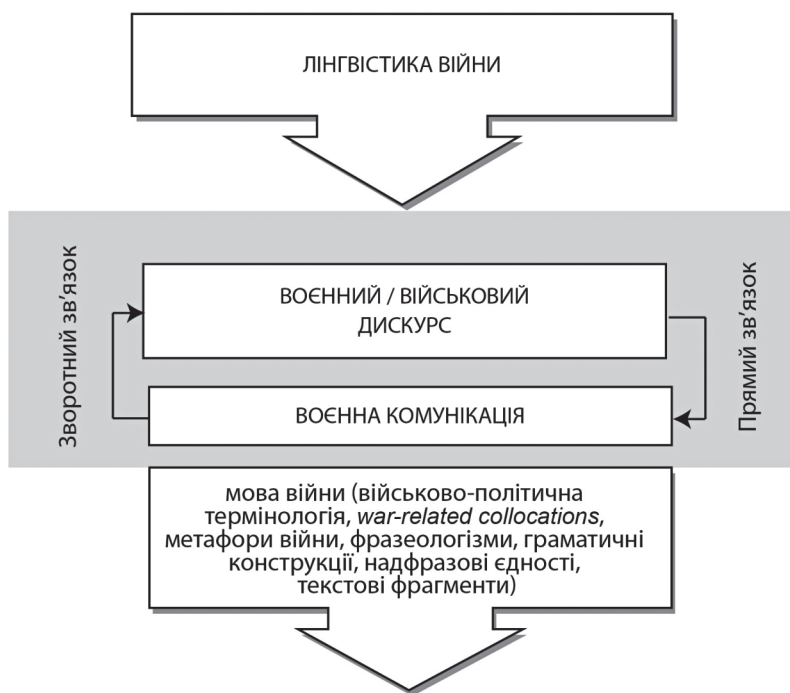 ЛІНГВІСТИКА ВІЙНИ
Зворотний зв'язок
ВОЄННИЙ / ВІЙСЬКОВИЙ
ДИСКУРС
Прямий зв'язок
ВОЄННА КОМУНІКАЦІЯ
мова війни (військово-політична
термінологія, war-related collocations,
метафори війни, фразеологізми, граматичні
конструкції, надфразові єдності,
текстові фрагменти)